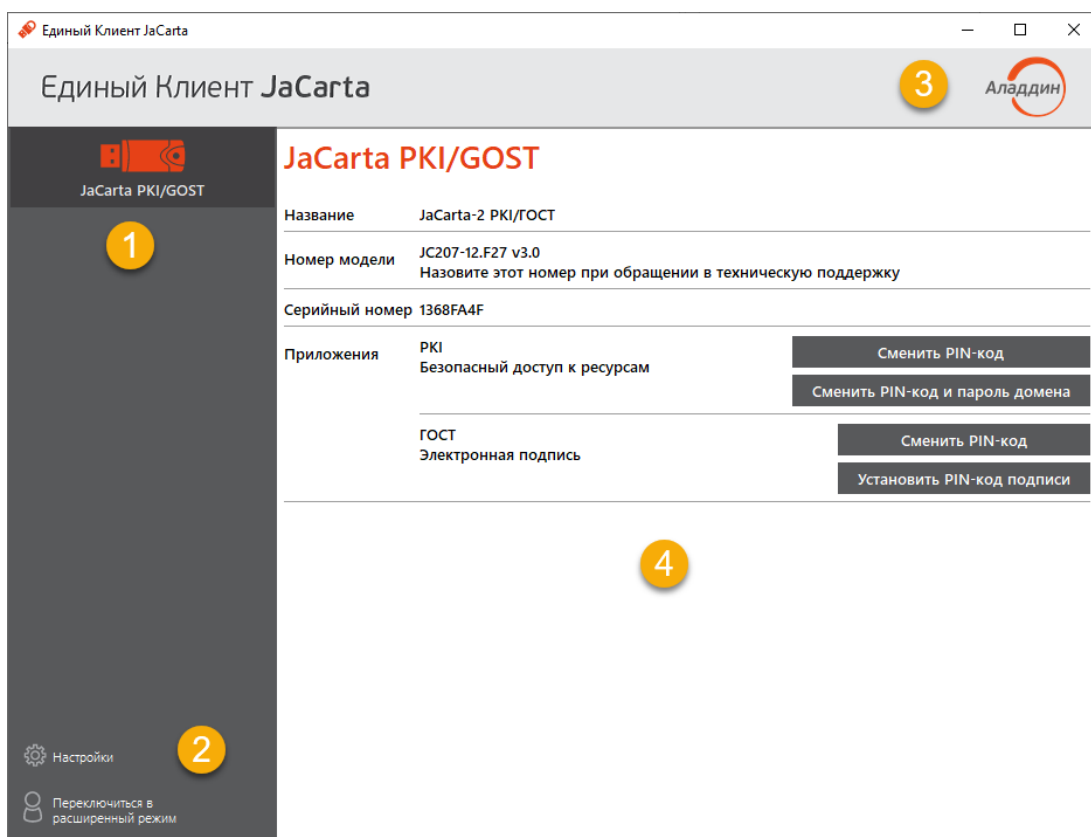 Единый Клиент JaCarta
Единый Клиент JaCarta
3
Аладдин
JaCarta PKI/GOST
1
JaCarta PKI/GOST
Название JaCarta-2 PKI/ГОСТ
Номер модели JC207-12.F27 v3.0
Назовите этот номер при обращении в техническую поддержку
Серийный номер 1368FA4F
Приложения PKI
Безопасный доступ к ресурсам
Сменить PIN-код
Сменить PIN-код и пароль домена
ГОСТ
Электронная подпись
Сменить PIN-код
Установить PIN-код подписи
4
Настройки
2
Переключиться в
расширенный режим